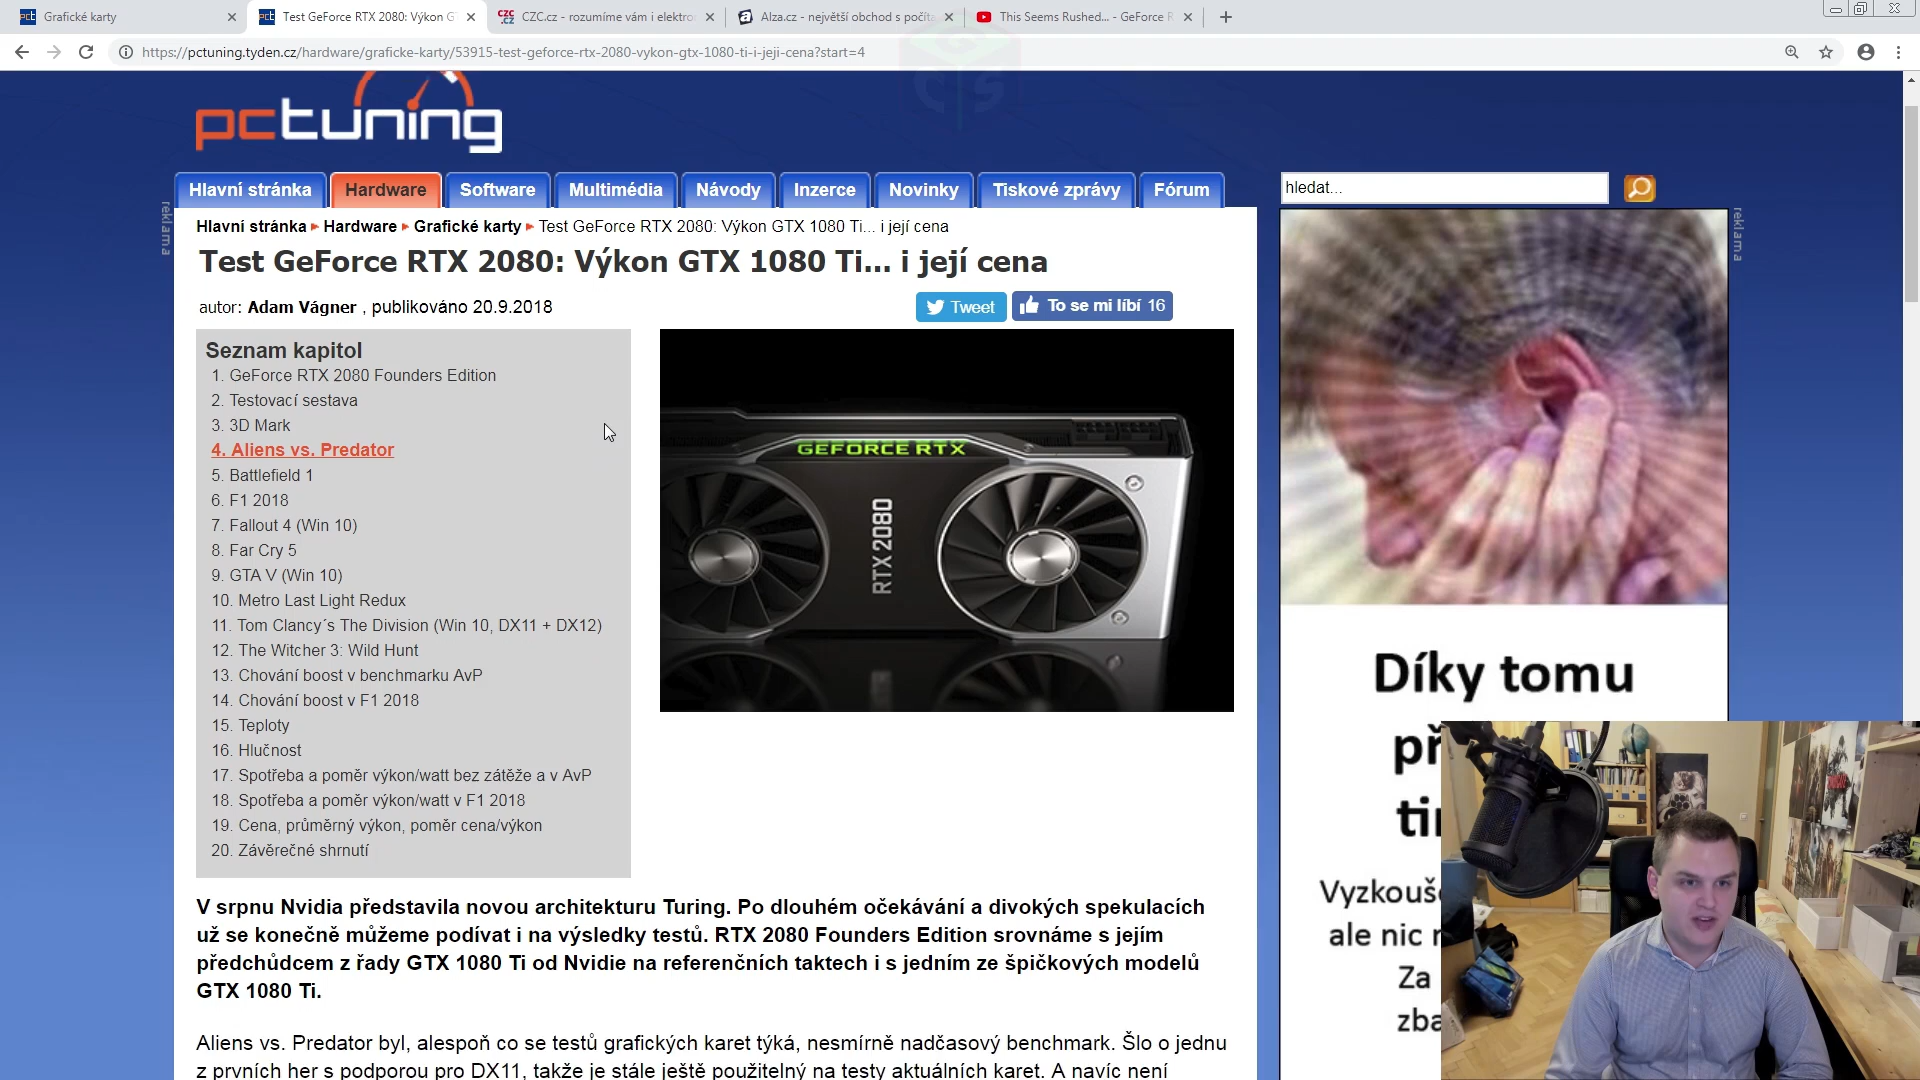 Grafické karty
Test GeForce RTX 2080: Výkon G
CZC.cz - rozumíme vám i elektro
Alza.cz - největší obchod s počíta
This Seems Rushed... - GeForce R
https://pctuning.tyden.cz/hardware/graficke-karty/53915-test-geforce-rtx-2080-vykon-gtx-1080-ti-i-jeji-cena?start=4
pctuning
Hlavní stránka
Hardware
Software
Multimédia
Návody
Inzerce
Novinky
Tiskové zprávy
Fórum
hledat...
reklama
reklama
Hlavní stránka ▸ Hardware ▸ Grafické karty ▸ Test GeForce RTX 2080: Výkon GTX 1080 Ti... i její cena
Test GeForce RTX 2080: Výkon GTX 1080 Ti... i její cena
autor: Adam Vágner , publikováno 20.9.2018
Tweet
To se mi líbí 16
Seznam kapitol
1. GeForce RTX 2080 Founders Edition
2. Testovací sestava
3. 3D Mark
4. Aliens vs. Predator
5. Battlefield 1
6. F1 2018
7. Fallout 4 (Win 10)
8. Far Cry 5
9. GTA V (Win 10)
10. Metro Last Light Redux
11. Tom Clancy´s The Division (Win 10, DX11 + DX12)
12. The Witcher 3: Wild Hunt
13. Chování boost v benchmarku AvP
14. Chování boost v F1 2018
15. Teploty
16. Hlučnost
17. Spotřeba a poměr výkon/watt bez zátěže a v AvP
18. Spotřeba a poměr výkon/watt v F1 2018
19. Cena, průměrný výkon, poměr cena/výkon
20. Závěrečné shrnutí
GEFORCE RTX
RTX 2080
V srpnu Nvidia představila novou architekturu Turing. Po dlouhém očekávání a divokých spekulacích
už se konečně můžeme podívat i na výsledky testů. RTX 2080 Founders Edition srovnáme s jejím
předchůdcem z řady GTX 1080 Ti od Nvidie na referenčních taktech i s jedním ze špičkových modelů
GTX 1080 Ti.
Aliens vs. Predator byl, alespoň co se testů grafických karet týká, nesmírně nadčasový benchmark. Šlo o jednu
z prvních her s podporou pro DX11, takže je stále ještě použitelný na testy aktuálních karet. A navíc není
Díky tomu
ale nic
Za